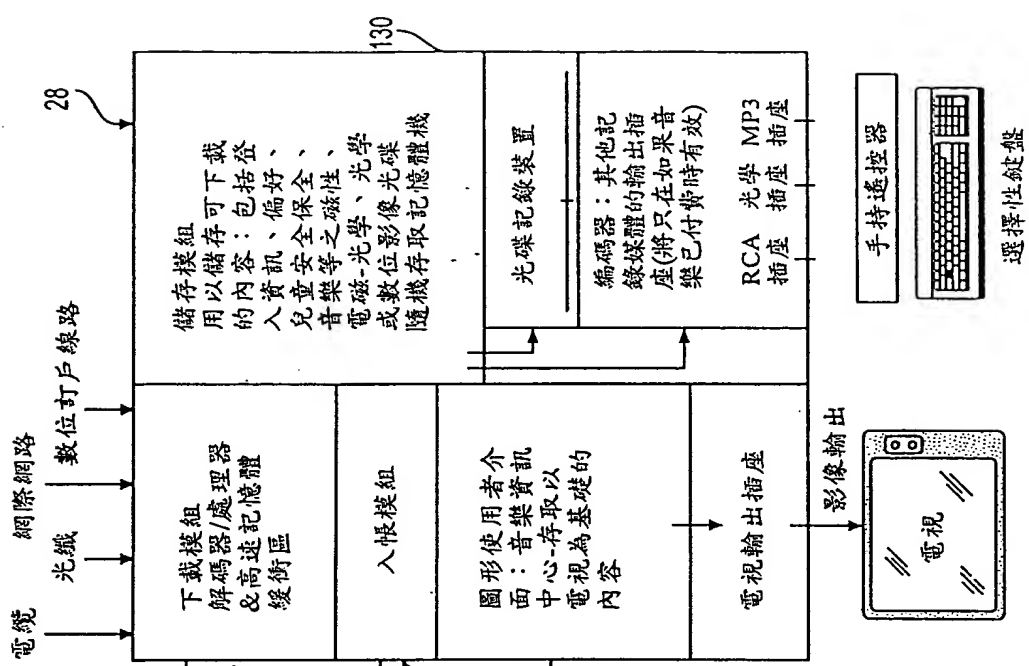 28
130
電纜
光纖
網際網路
數位訂戶線路
下載模組
解碼器/處理器
&高速記憶體
緩衝區
儲存模組
用以儲存可下載
的內容：包括登
入資訊、偏好、
兒童安全保全、
音樂等之磁性、
電磁-光學、光學
或數位影像光碟
隨機存取記憶體機
入帳模組
光碟記錄裝置
圖形使用者介
面：音樂資訊
中心-存取以
電視為基礎的
內容
編碼器：其他記
錄媒體的輸出插
座(將只在如果音
樂已付費時有效)
RCA 光學 MP3
插座 插座 插座
電視輸出插座
影像輸出
電視
手持遙控器
選擇性鍵盤